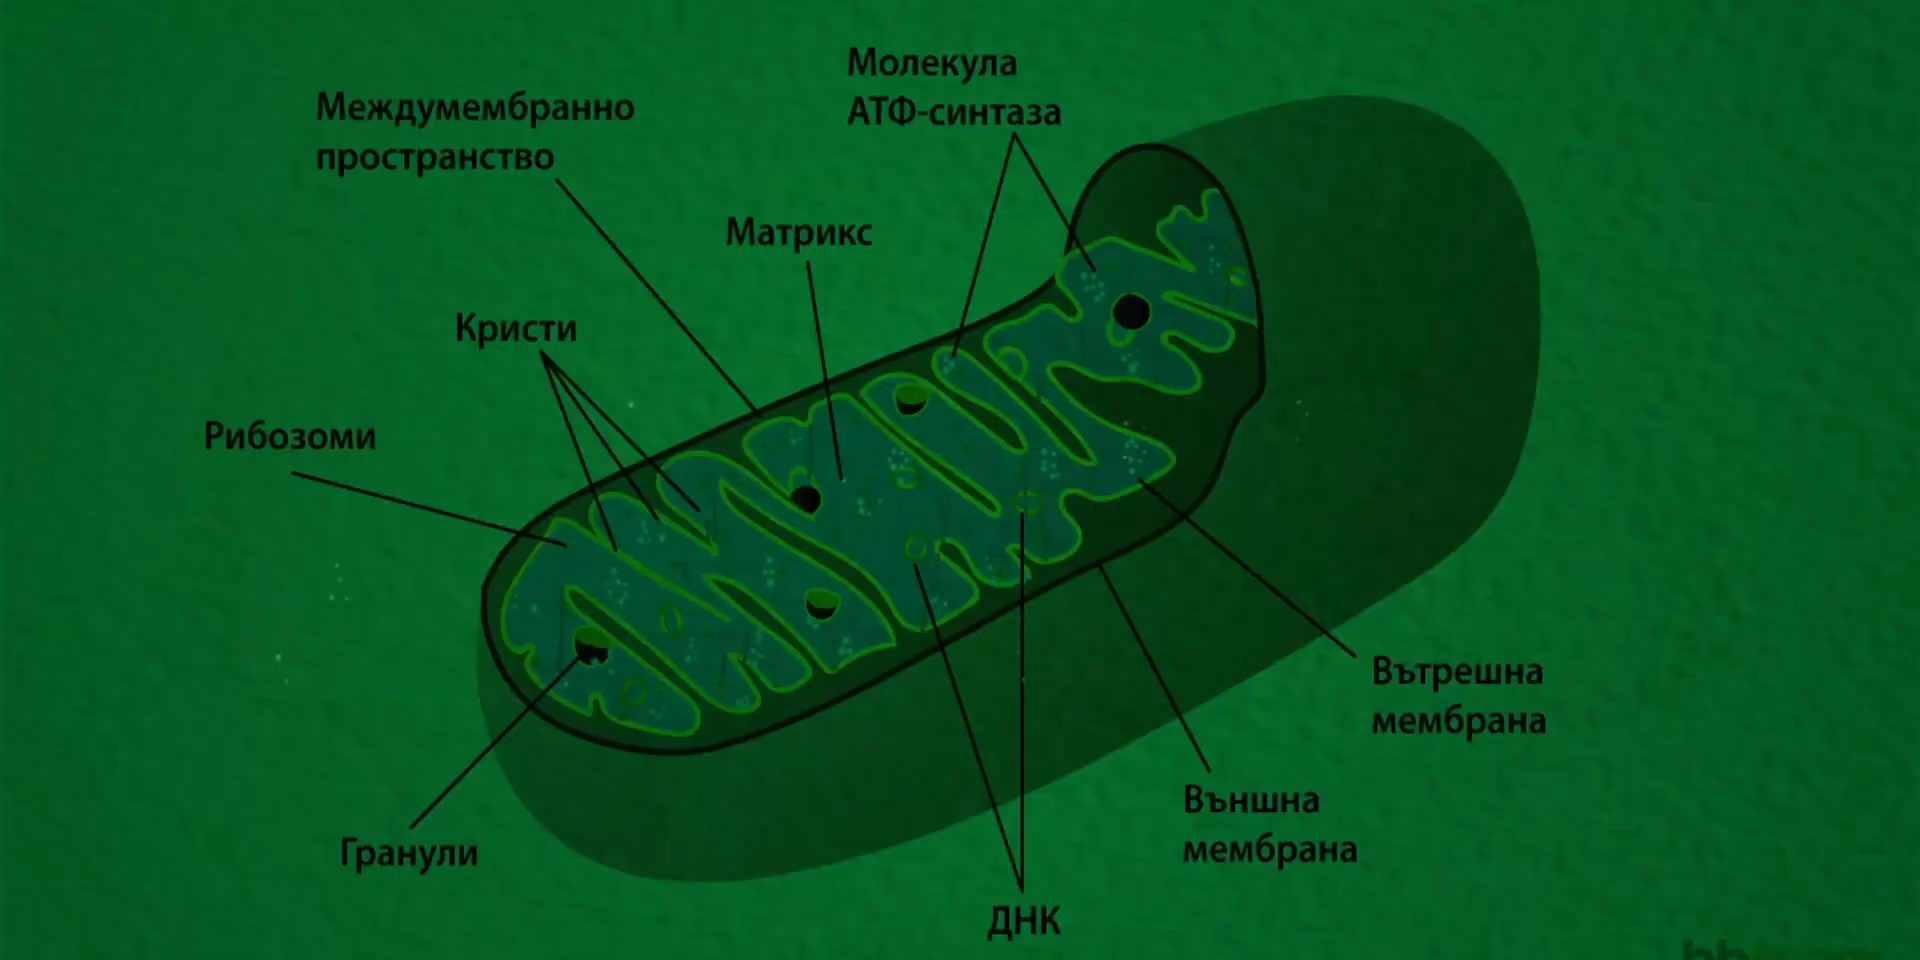 Молекула
АТФ-синтаза
Междумембранно
пространство
Матрикс
Кристи
Рибозоми
Вътрешна
мембрана
Външна
мембрана
Гранули
ДНК